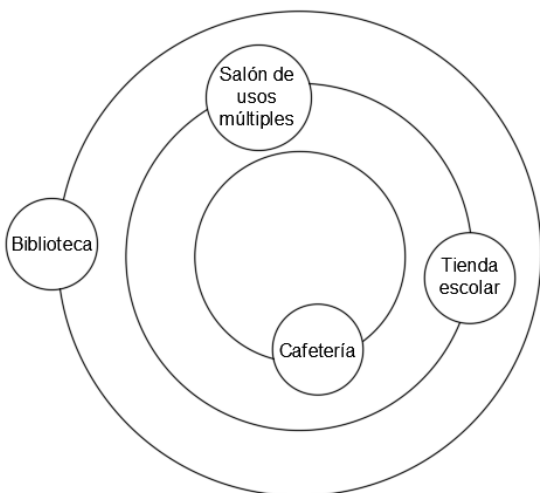 Salón de
usos
múltiples
Biblioteca
Tienda
escolar
Cafetería